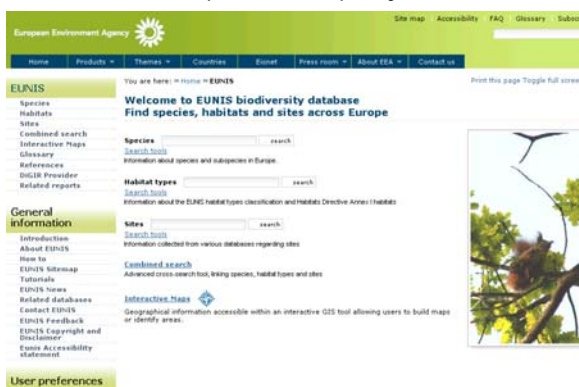 Site map Accessibility FAQ Glossary Subsc
European Environment Agency
Home Products Themes Countries Eionet Press room About EEA Contact us
You are here: » Home » EUNIS
Print this page Toggle full scree
EUNIS
Species
Habitats
Sites
Combined search
Interactive Maps
Glossary
References
DiGIR Provider
Related reports
General
information
Introduction
About EUNIS
How to
EUNIS Sitemap
Tutorials
EUNIS News
Related databases
Contact EUNIS
EUNIS Feedback
EUNIS Copyright and
Disclaimer
Eunis Accessibility
statement
User preferences
Welcome to EUNIS biodiversity database
Find species, habitats and sites across Europe
Species search
Search tools
Information about species and subspecies in Europe.
Habitat types search
Search tools
Information about the EUNIS habitat types classification and Habitats Directive Annex I habitats
Sites search
Search tools
Information collected from various databases regarding sites
Combined search
Advanced cross-search tool, linking species, habitat types and sites
Interactive Maps
Geographical information accessible within an interactive GIS tool allowing users to build maps
or identify areas.